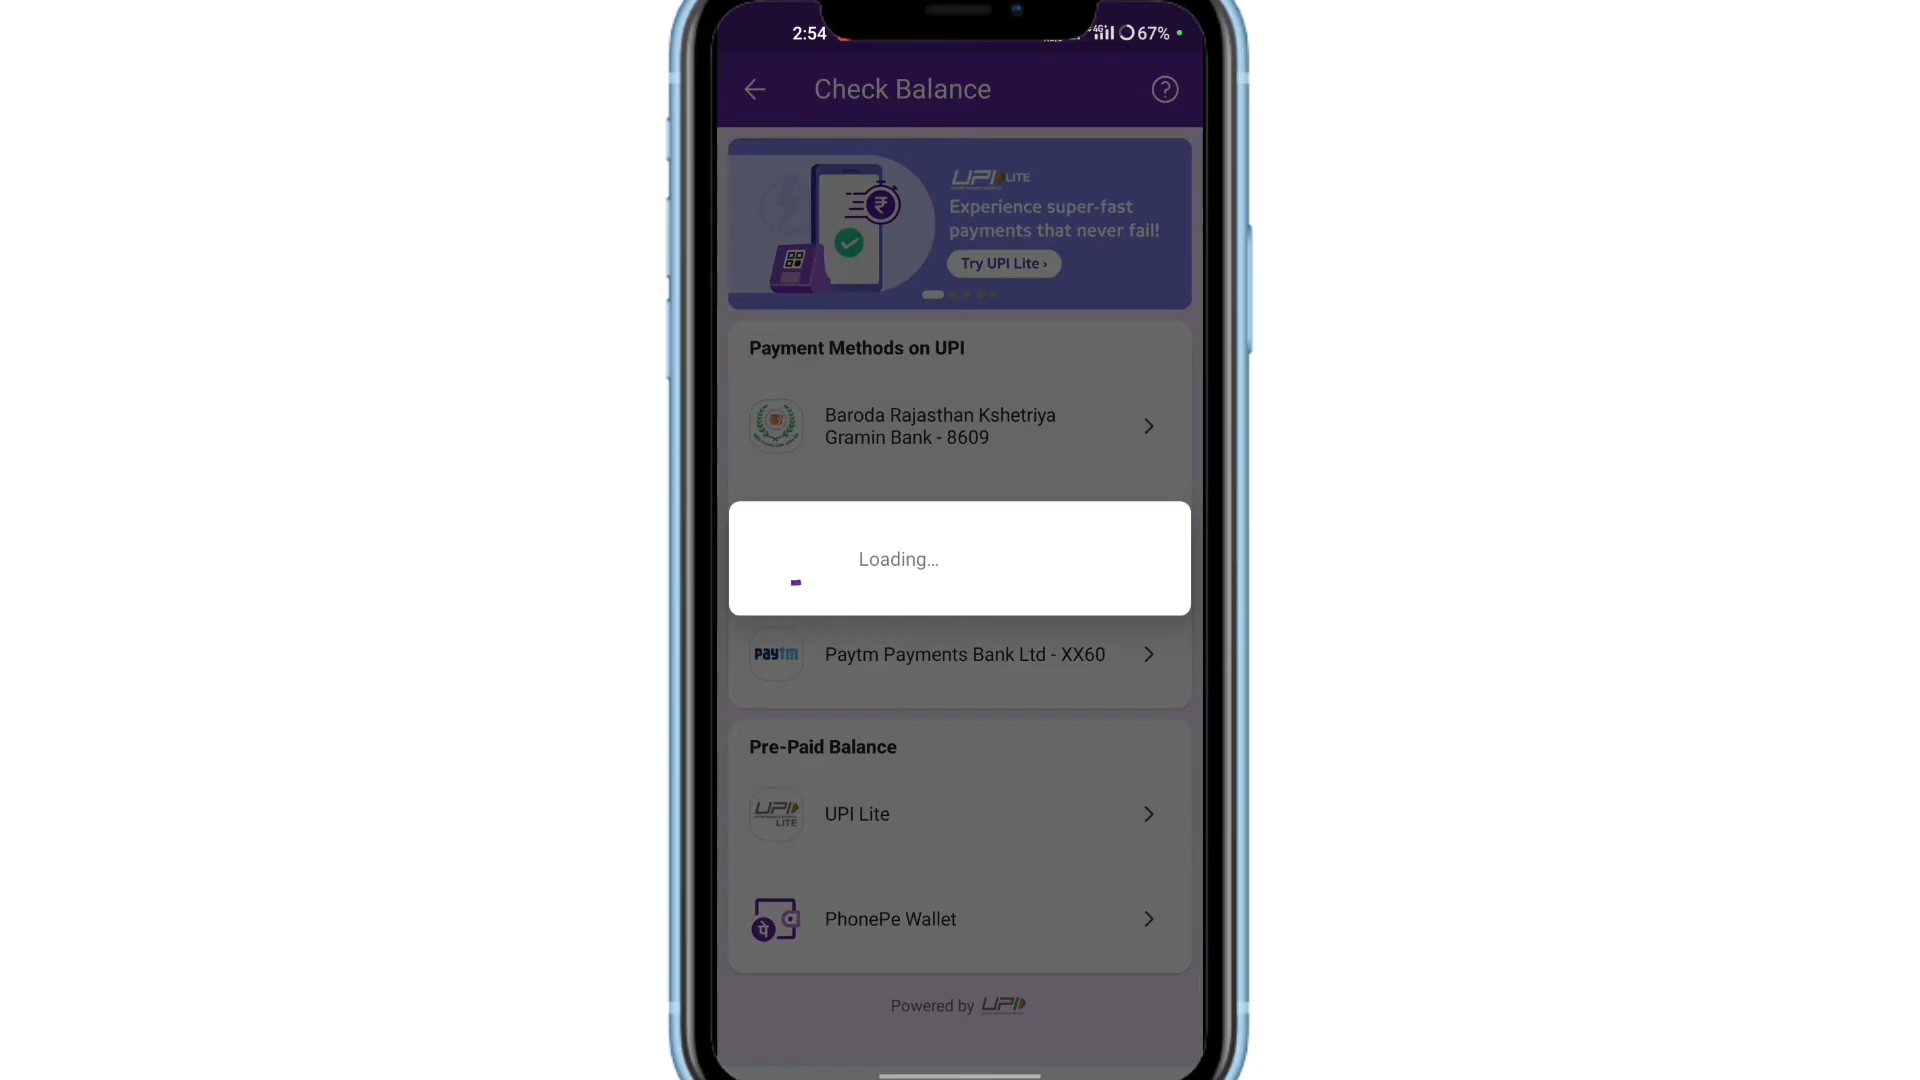 2:54
4G+
67%
Check Balance
?
UPI LITE
Experience super-fast
payments that never fail!
Try UPI Lite ›
Payment Methods on UPI
Baroda Rajasthan Kshetriya
Gramin Bank - 8609
Loading...
paytm
Paytm Payments Bank Ltd - XX60
Pre-Paid Balance
UPI
LITE
UPI Lite
पे
PhonePe Wallet
Powered by UPI